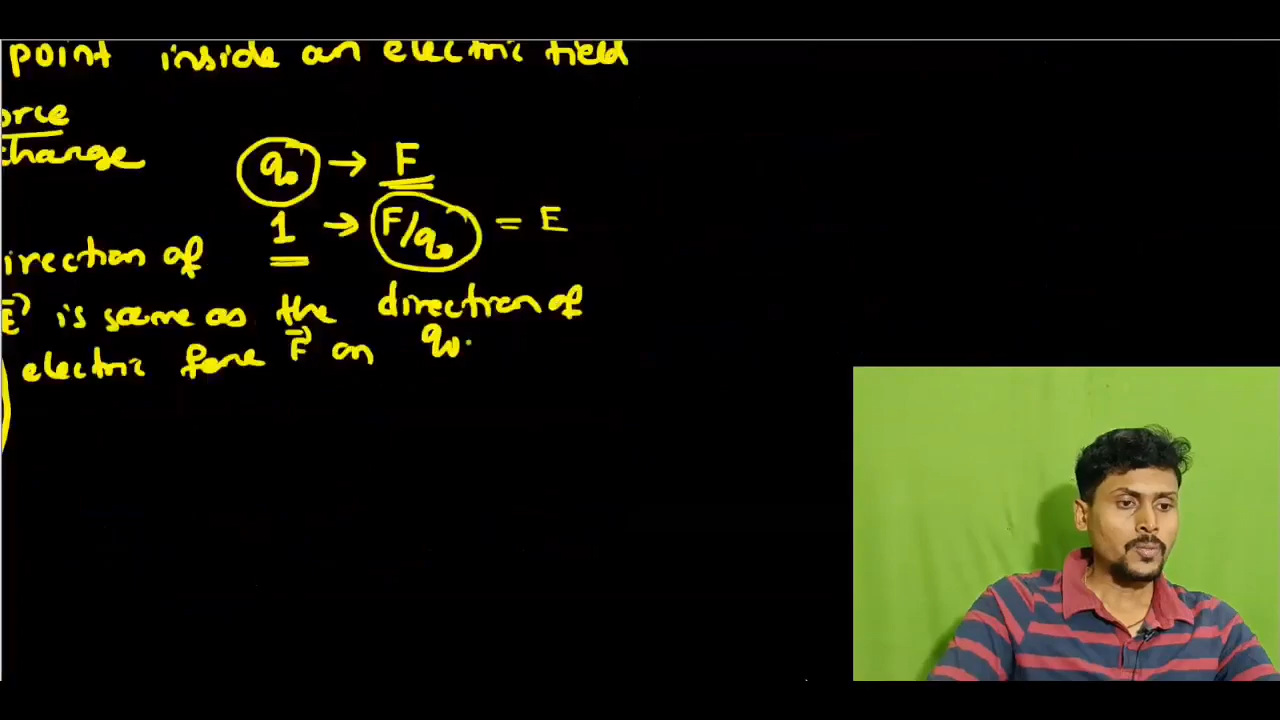 point inside an electric field
orce
change
q₀ → F
1 → F/q₀ = E
irection of
E⃗ is same as the direction of
electric force F⃗ on q₀.